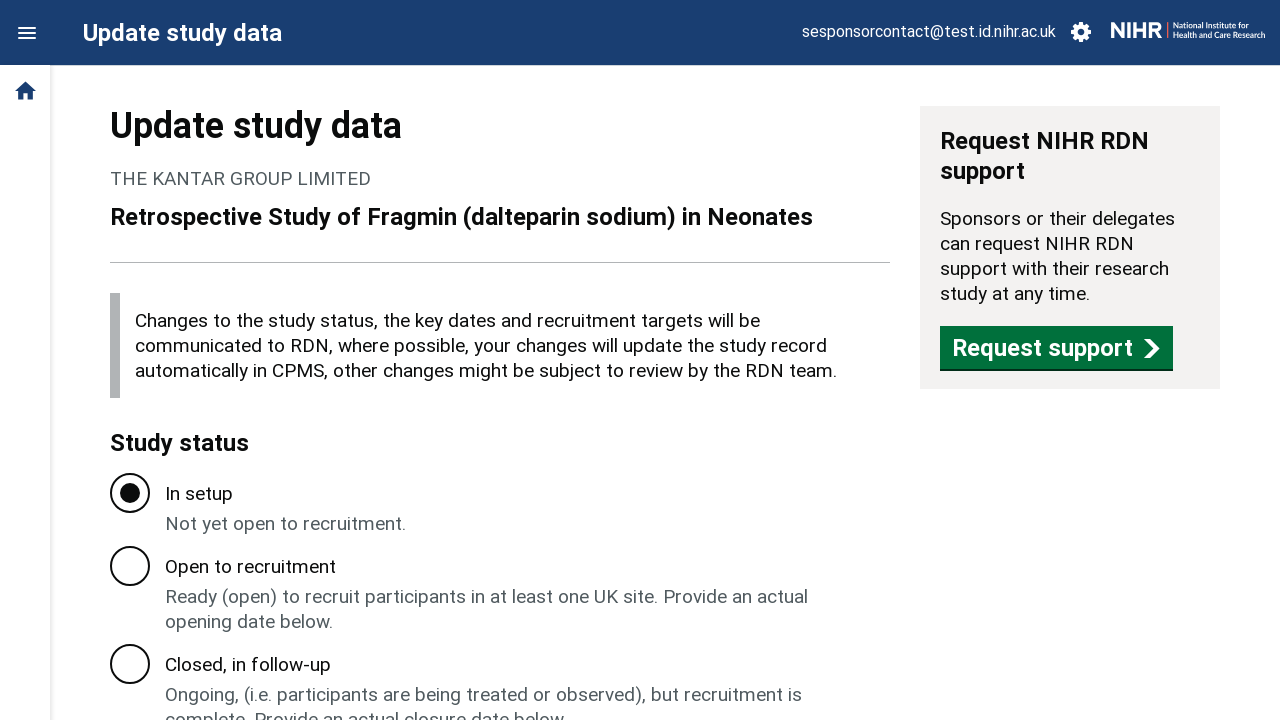 Update study data
sesponsorcontact@test.id.nihr.ac.uk
NIHR | National Institute for
Health and Care Research
Update study data
THE KANTAR GROUP LIMITED
Retrospective Study of Fragmin (dalteparin sodium) in Neonates
Changes to the study status, the key dates and recruitment targets will be
communicated to RDN, where possible, your changes will update the study record
automatically in CPMS, other changes might be subject to review by the RDN team.
Study status
In setup
Not yet open to recruitment.
Open to recruitment
Ready (open) to recruit participants in at least one UK site. Provide an actual
opening date below.
Closed, in follow-up
Ongoing, (i.e. participants are being treated or observed), but recruitment is
complete. Provide an actual closure date below.
Request NIHR RDN
support
Sponsors or their delegates
can request NIHR RDN
support with their research
study at any time.
Request support